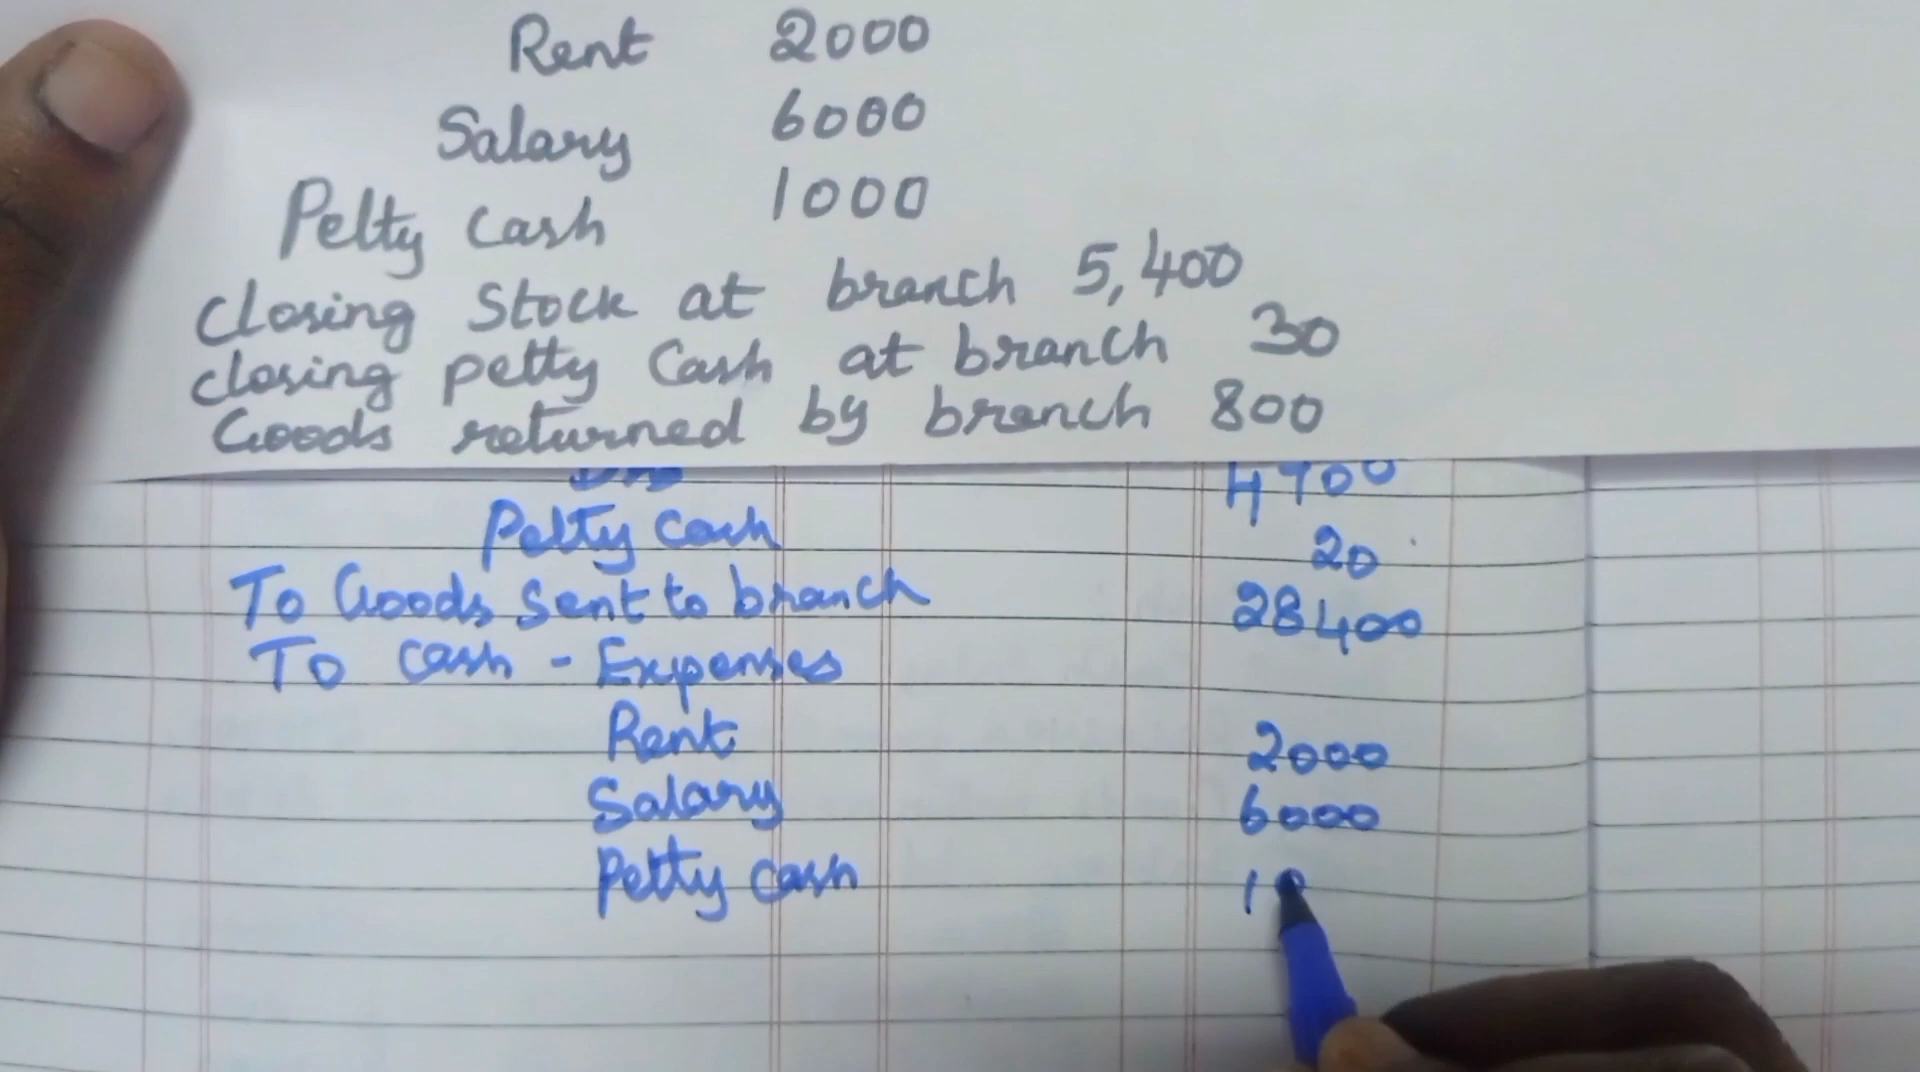 Rent 2000
Salary 6000
Petty cash 1000
Closing Stock at branch 5,400
closing petty Cash at branch 30
Goods returned by branch 800
4700
Petty cash 20
To Goods Sent to branch 28400
To cash - Expenses
Rent 2000
Salary 6000
Petty cash 10